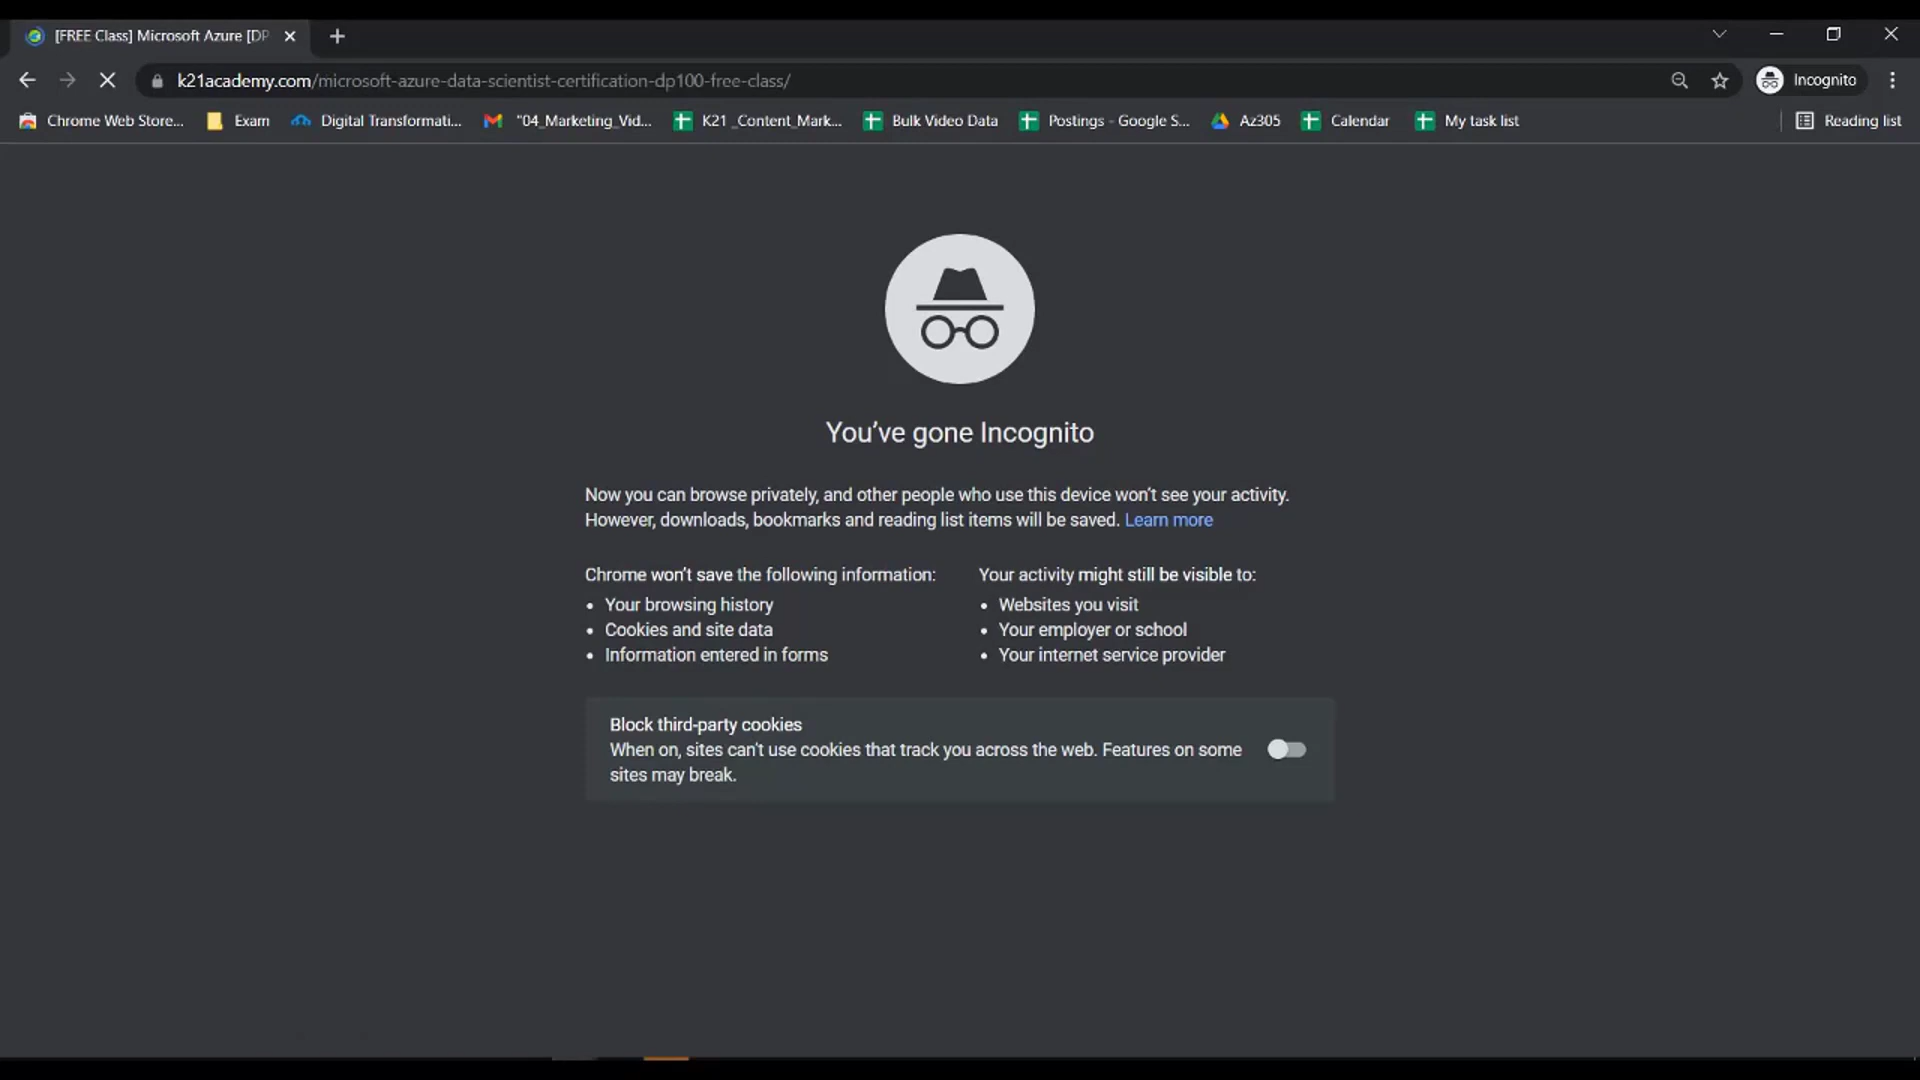 [FREE Class] Microsoft Azure [DP
k21academy.com/microsoft-azure-data-scientist-certification-dp100-free-class/
Incognito
Chrome Web Store... Exam Digital Transformati... "04_Marketing_Vid... K21 _Content_Mark... Bulk Video Data Postings - Google S... Az305 Calendar My task list Reading list
You’ve gone Incognito
Now you can browse privately, and other people who use this device won’t see your activity.
However, downloads, bookmarks and reading list items will be saved. Learn more
Chrome won’t save the following information:
• Your browsing history
• Cookies and site data
• Information entered in forms
Your activity might still be visible to:
• Websites you visit
• Your employer or school
• Your internet service provider
Block third-party cookies
When on, sites can't use cookies that track you across the web. Features on some
sites may break.